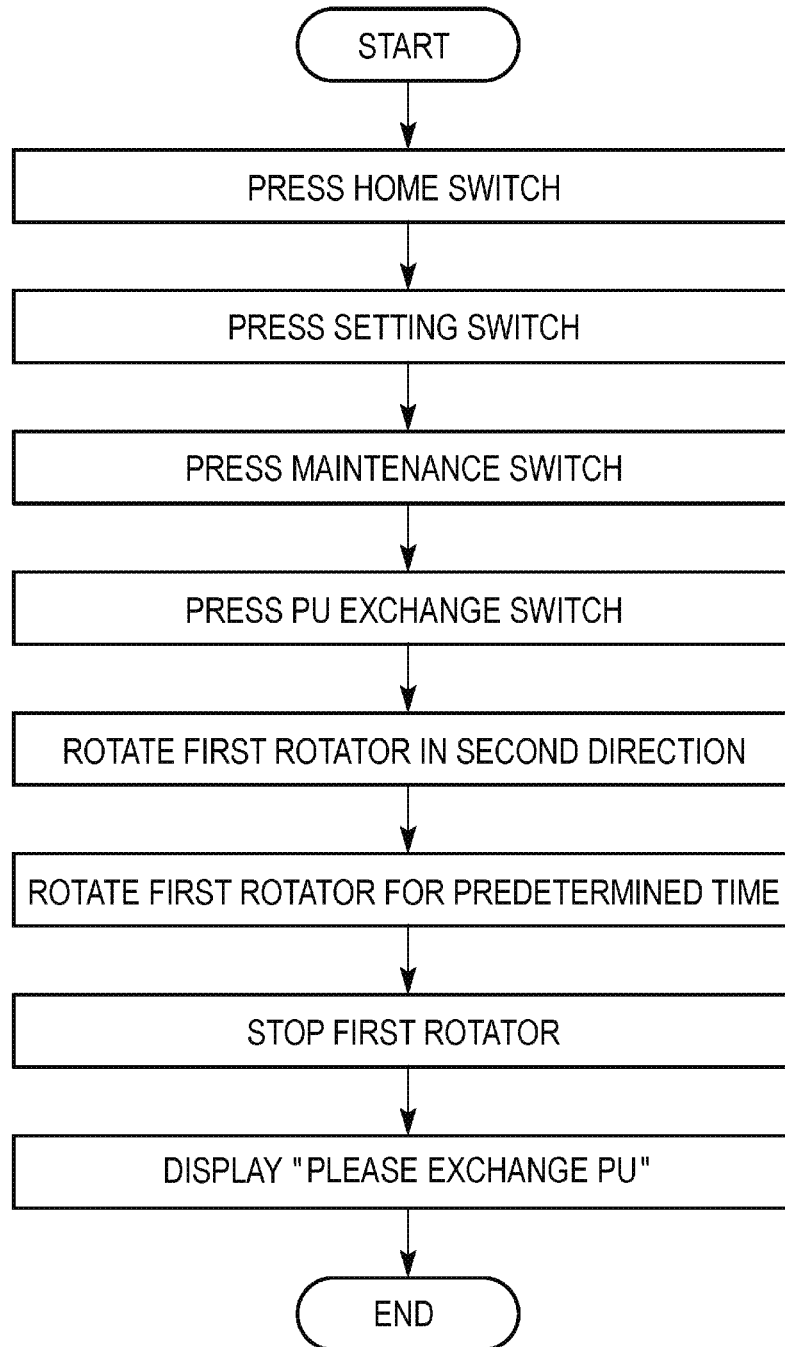 START
PRESS HOME SWITCH
PRESS SETTING SWITCH
PRESS MAINTENANCE SWITCH
PRESS PU EXCHANGE SWITCH
ROTATE FIRST ROTATOR IN SECOND DIRECTION
ROTATE FIRST ROTATOR FOR PREDETERMINED TIME
STOP FIRST ROTATOR
DISPLAY "PLEASE EXCHANGE PU"
END